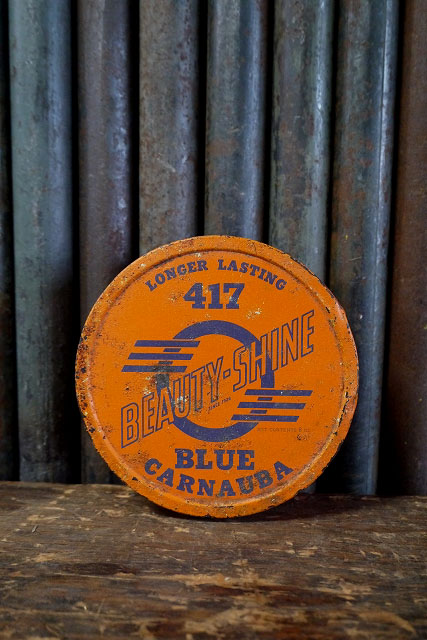 LONGER LASTING
417
BEAUTY-SHINE
BLUE
CARNAUBA